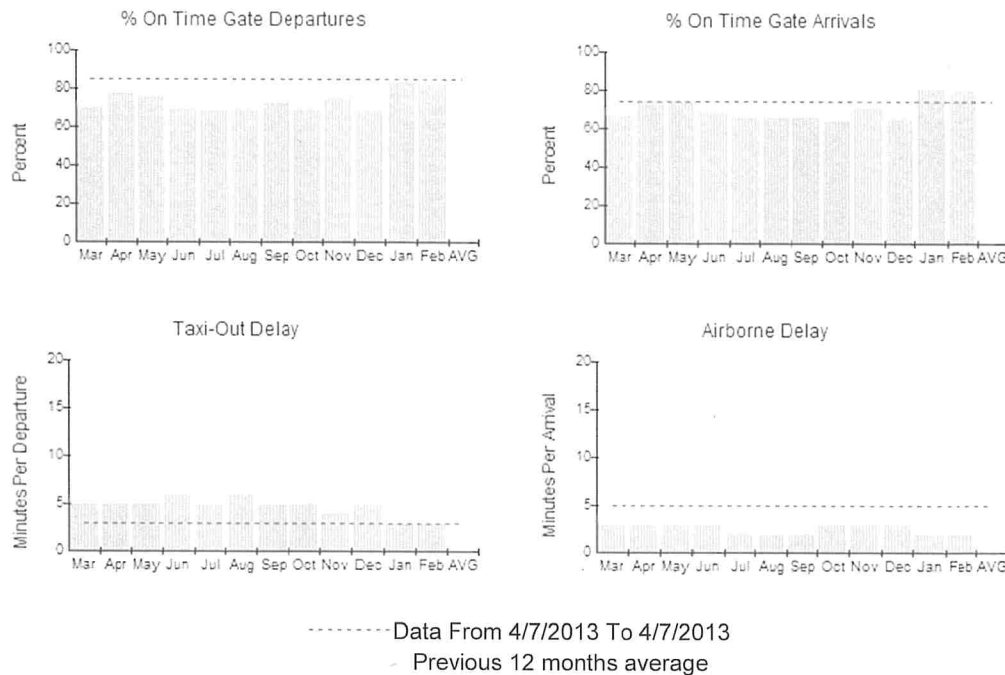 % On Time Gate Departures
Percent
100
80
60
40
20
0
Mar Apr May Jun Jul Aug Sep Oct Nov Dec Jan Feb AVG
% On Time Gate Arrivals
Percent
100
80
60
40
20
0
Mar Apr May Jun Jul Aug Sep Oct Nov Dec Jan Feb AVG
Taxi-Out Delay
Minutes Per Departure
20
15
10
5
0
Mar Apr May Jun Jul Aug Sep Oct Nov Dec Jan Feb AVG
Airborne Delay
Minutes Per Arrival
20
15
10
5
0
Mar Apr May Jun Jul Aug Sep Oct Nov Dec Jan Feb AVG
Data From 4/7/2013 To 4/7/2013
Previous 12 months average